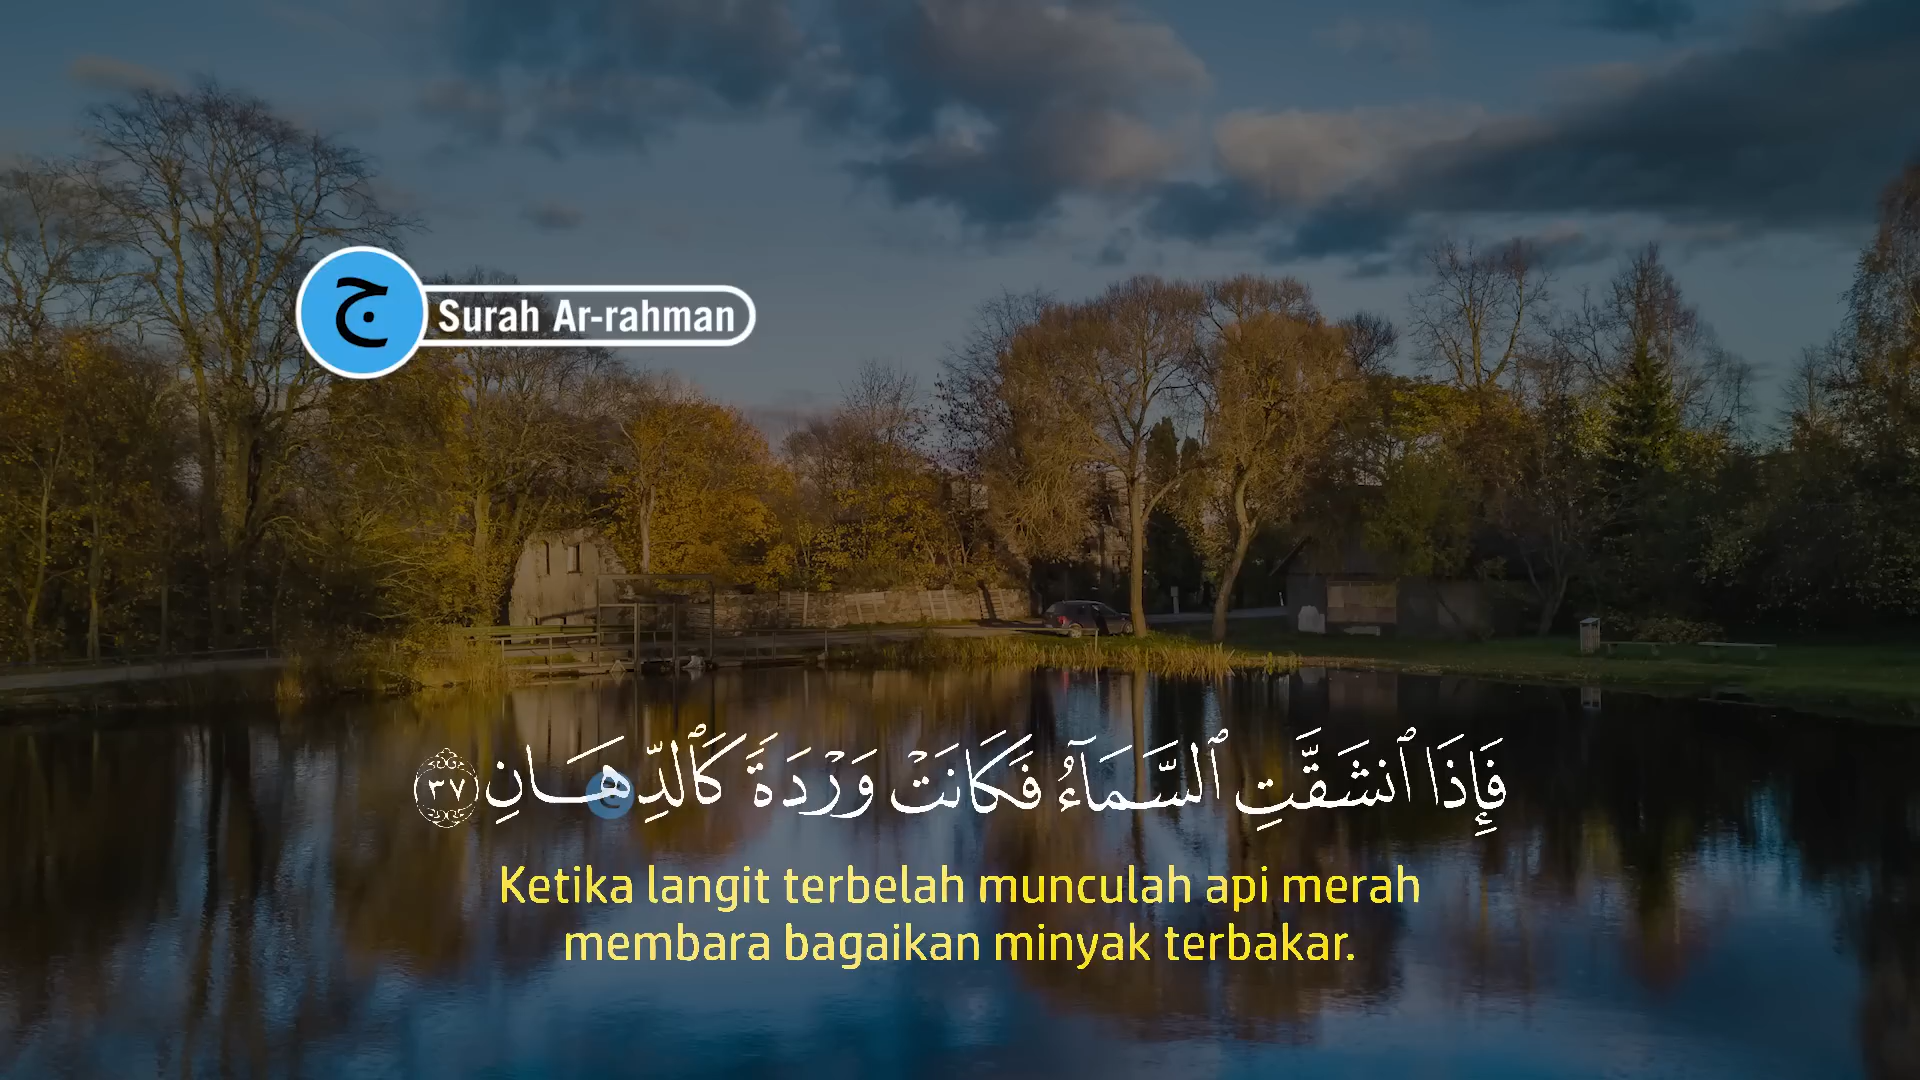 ج
Surah Ar-rahman
فَإِذَا ٱنشَقَّتِ ٱلسَّمَآءُ فَكَانَتْ وَرْدَةً كَٱلدِّهَانِ ٣٧
Ketika langit terbelah munculah api merah
membara bagaikan minyak terbakar.